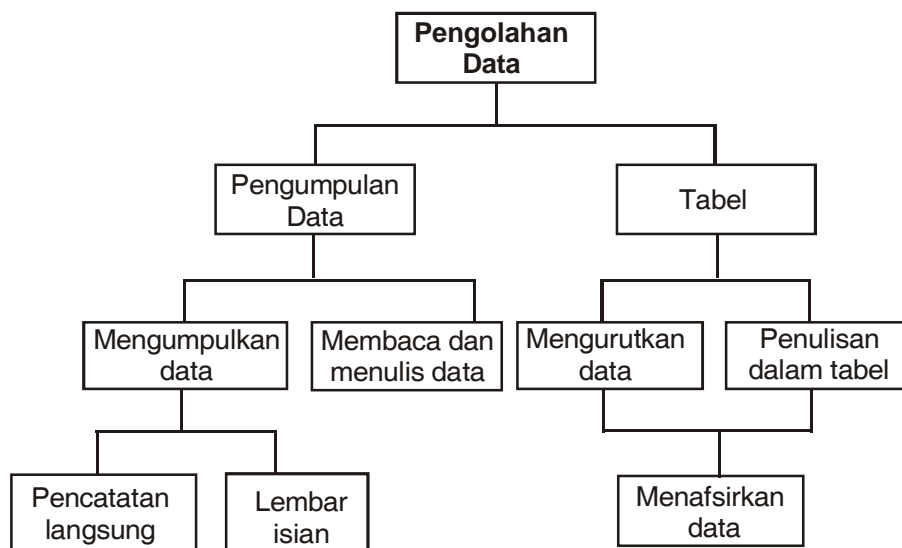 Pengolahan
Data
Pengumpulan
Data
Tabel
Mengumpulkan
data
Membaca dan
menulis data
Mengurutkan
data
Penulisan
dalam tabel
Pencatatan
langsung
Lembar
isian
Menafsirkan
data